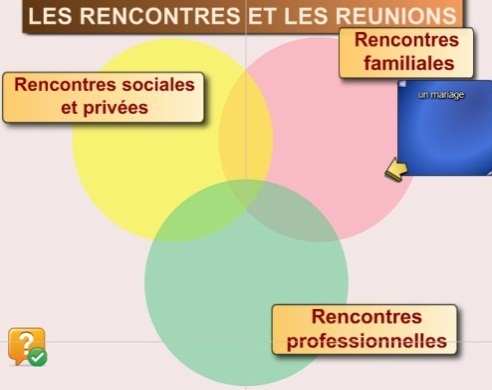 LES RENCONTRES ET LES REUNIONS
Rencontres
familiales
Rencontres sociales
et privées
un mariage
Rencontres
professionnelles
?